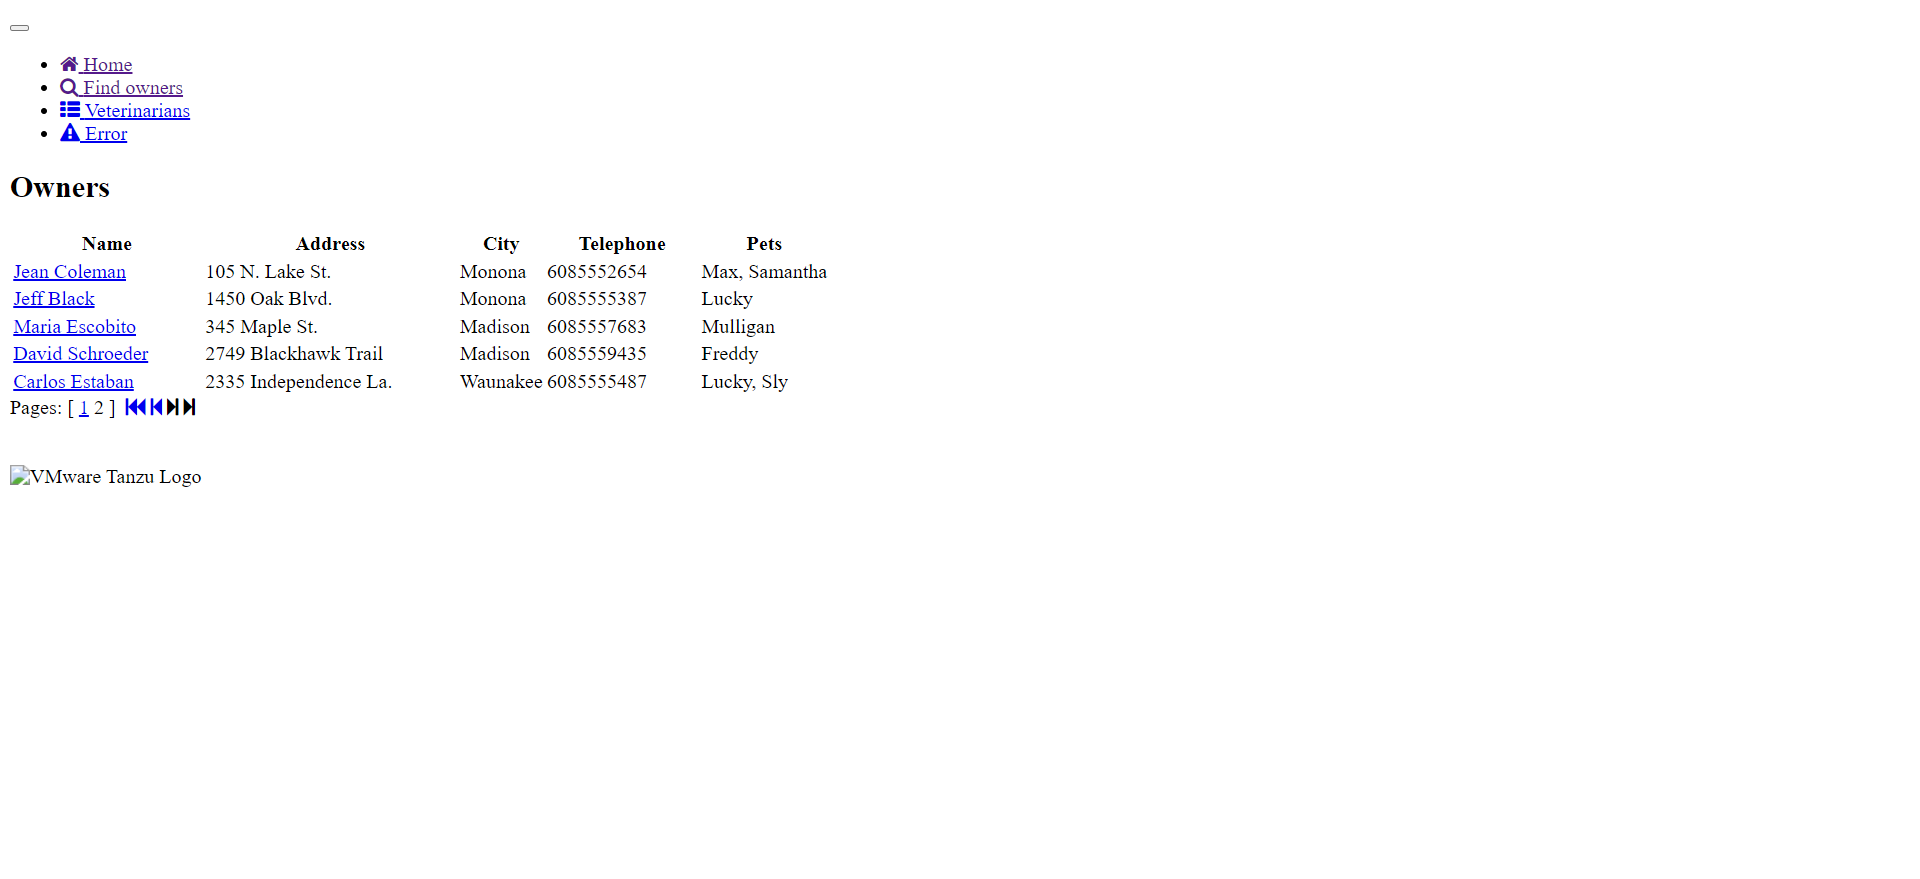 Home
Find owners
Veterinarians
Error
Owners
Name Address City Telephone Pets
Jean Coleman 105 N. Lake St. Monona 6085552654 Max, Samantha
Jeff Black 1450 Oak Blvd. Monona 6085555387 Lucky
Maria Escobito 345 Maple St. Madison 6085557683 Mulligan
David Schroeder 2749 Blackhawk Trail Madison 6085559435 Freddy
Carlos Estaban 2335 Independence La. Waunakee 6085555487 Lucky, Sly
Pages: [ 1 2 ]
VMware Tanzu Logo